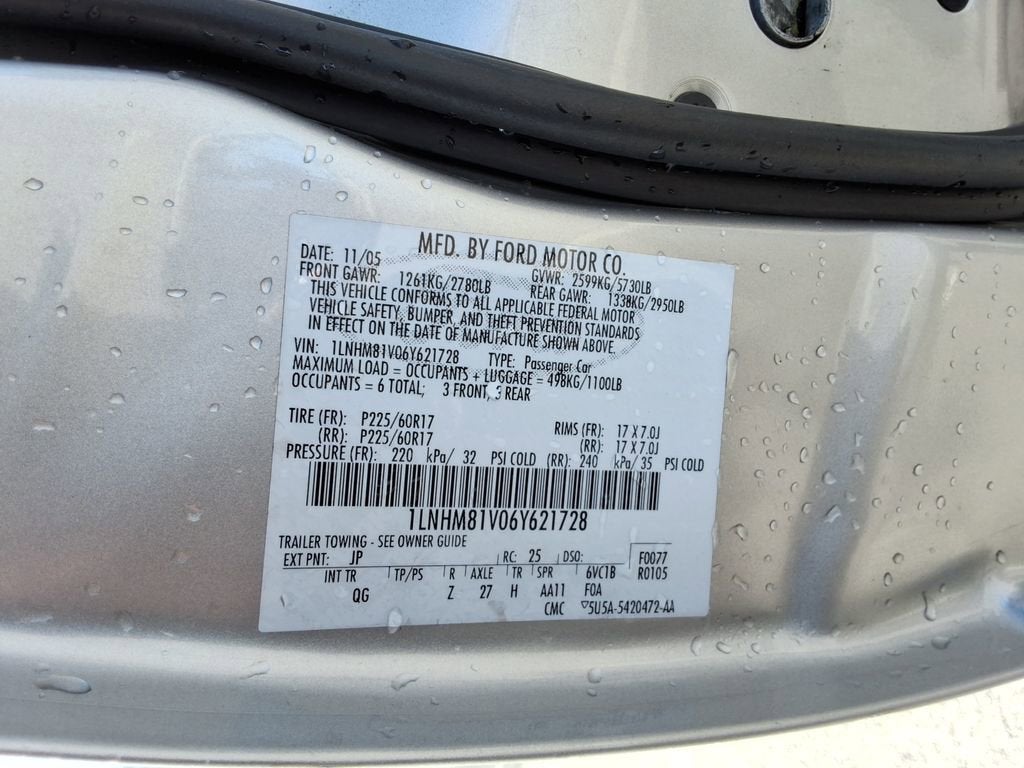 MFD. BY FORD MOTOR CO.
DATE: 11/05 GVWR: 2599KG/5730LB
FRONT GAWR: 1261KG/2780LB REAR GAWR: 1338KG/2950LB
THIS VEHICLE CONFORMS TO ALL APPLICABLE FEDERAL MOTOR
VEHICLE SAFETY, BUMPER, AND THEFT PREVENTION STANDARDS
IN EFFECT ON THE DATE OF MANUFACTURE SHOWN ABOVE.
VIN: 1LNHM81V06Y621728 TYPE: Passenger Car
MAXIMUM LOAD = OCCUPANTS + LUGGAGE = 498KG/1100LB
OCCUPANTS = 6 TOTAL; 3 FRONT, 3 REAR
TIRE (FR): P225/60R17 RIMS (FR): 17 X 7.0J
(RR): P225/60R17 (RR): 17 X 7.0J
PRESSURE (FR): 220 kPa/ 32 PSI COLD (RR): 240 kPa/ 35 PSI COLD
1LNHM81V06Y621728
TRAILER TOWING - SEE OWNER GUIDE
EXT PNT: JP RC: 25 DSO: F0077
INT TR TP/PS R AXLE TR SPR 6VC1B R0105
QG Z 27 H AA11 F0A
CMC 5U5A-5420472-AA